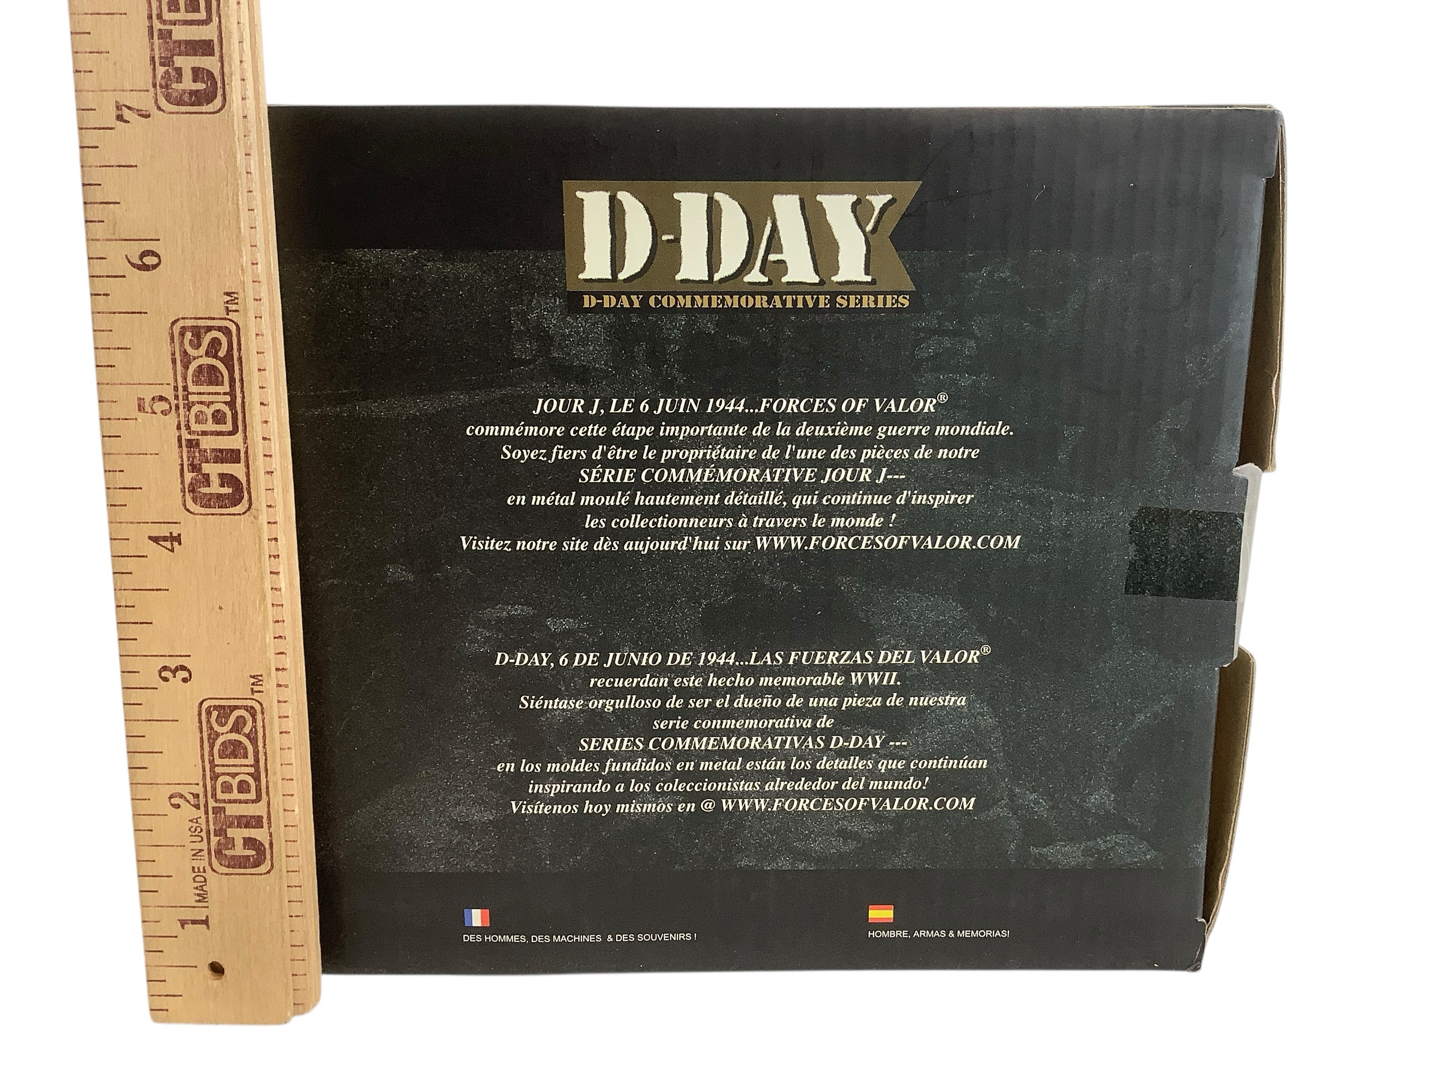 D-DAY
D-DAY COMMEMORATIVE SERIES
JOUR J, LE 6 JUIN 1944...FORCES OF VALOR®
commémore cette étape importante de la deuxième guerre mondiale.
Soyez fiers d'être le propriétaire de l'une des pièces de notre
SÉRIE COMMÉMORATIVE JOUR J---
en métal moulé hautement détaillé, qui continue d'inspirer
les collectionneurs à travers le monde !
Visitez notre site dès aujourd'hui sur WWW.FORCESOFVALOR.COM
D-DAY, 6 DE JUNIO DE 1944...LAS FUERZAS DEL VALOR®
recuerdan este hecho memorable WWII.
Siéntase orgulloso de ser el dueño de una pieza de nuestra
serie conmemorativa de
SERIES COMMEMORATIVAS D-DAY ---
en los moldes fundidos en metal están los detalles que continúan
inspirando a los coleccionistas alrededor del mundo!
Visítenos hoy mismos en @ WWW.FORCESOFVALOR.COM
DES HOMMES, DES MACHINES & DES SOUVENIRS !
HOMBRE, ARMAS & MEMORIAS!
1
2
3
4
5
6
7
MADE IN USA
CTBIDS™
CTBIDS™
CTB